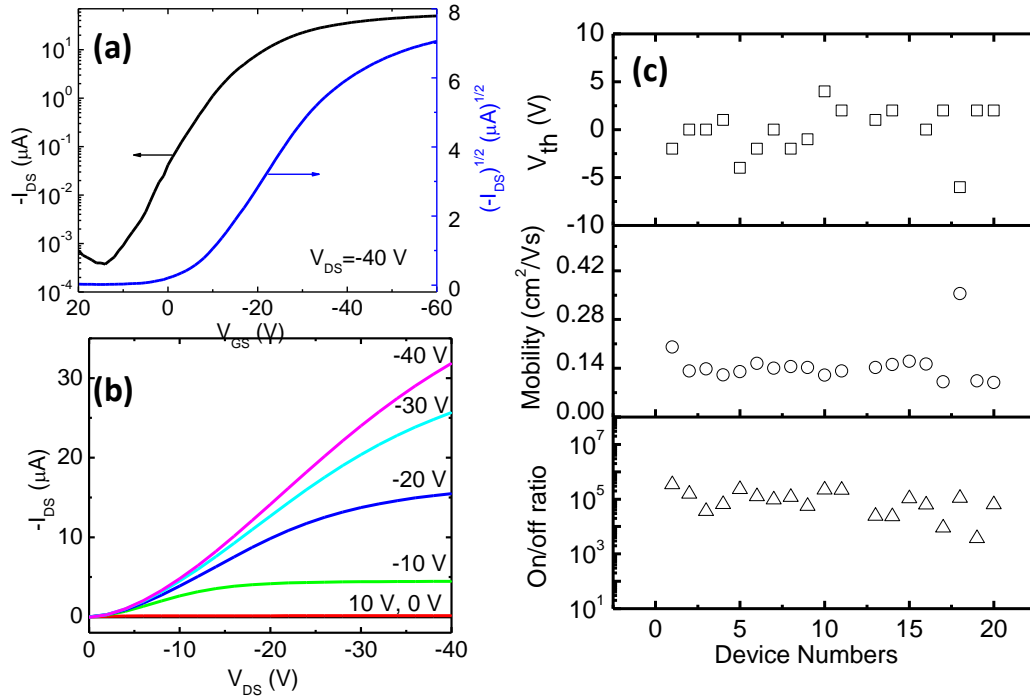 (a)
10^1
10^0
10^-1
10^-2
10^-3
10^-4
-I_DS (μA)
8
6
4
2
0
(-I_DS)^1/2 (μA)^1/2
V_DS=-40 V
20 0 -20 -40 -60
V_GS (V)
(b)
30
20
10
0
-I_DS (μA)
-40 V
-30 V
-20 V
-10 V
10 V, 0 V
0 -10 -20 -30 -40
V_DS (V)
(c)
10
5
0
-5
-10
V_th (V)
0.42
0.28
0.14
0.00
Mobility (cm^2/Vs)
10^7
10^5
10^3
10^1
On/off ratio
0 5 10 15 20
Device Numbers